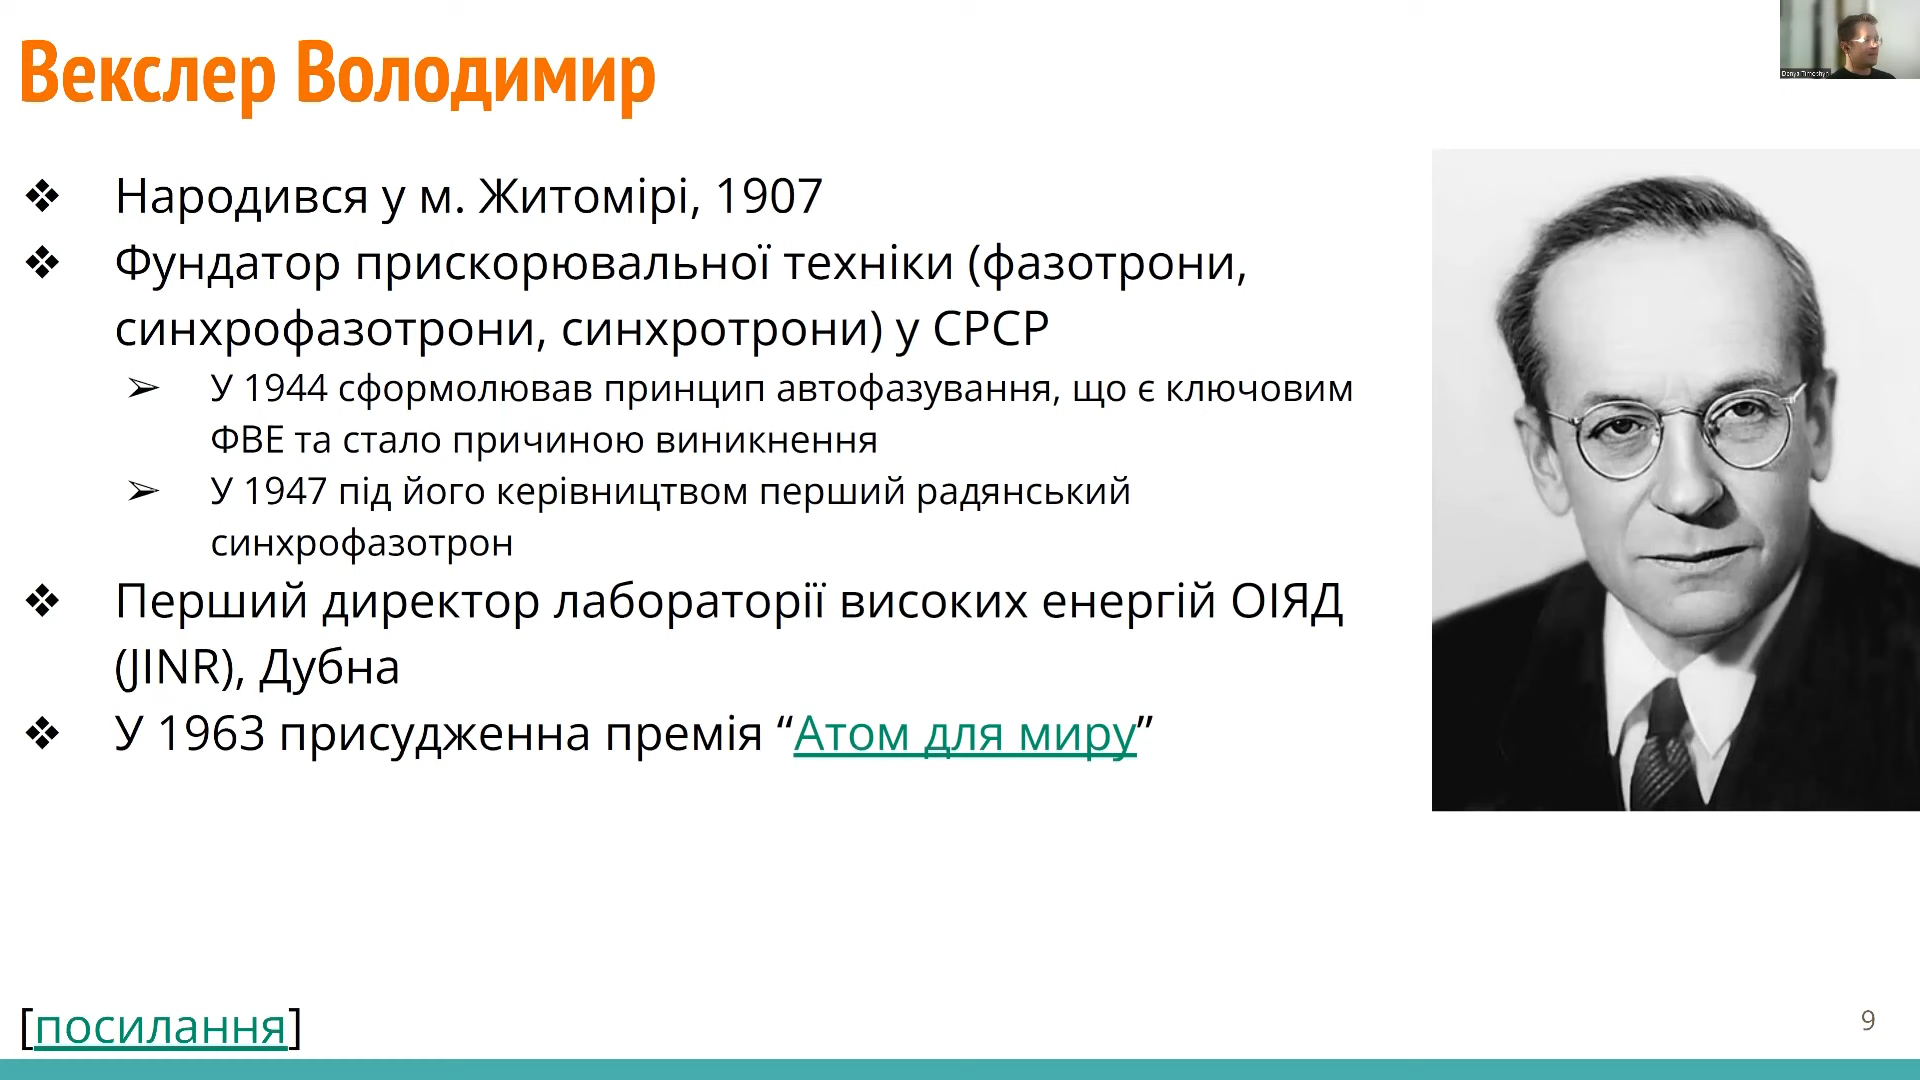 Векслер Володимир
Denys Timoshyn
❖ Народився у м. Житомірі, 1907
❖ Фундатор прискорювальної техніки (фазотрони,
синхрофазотрони, синхротрони) у СРСР
➢ У 1944 сформолював принцип автофазування, що є ключовим
ФВЕ та стало причиною виникнення
➢ У 1947 під його керівництвом перший радянський
синхрофазотрон
❖ Перший директор лабораторії високих енергій ОІЯД
(JINR), Дубна
❖ У 1963 присудженна премія “Атом для миру”
[посилання]
9